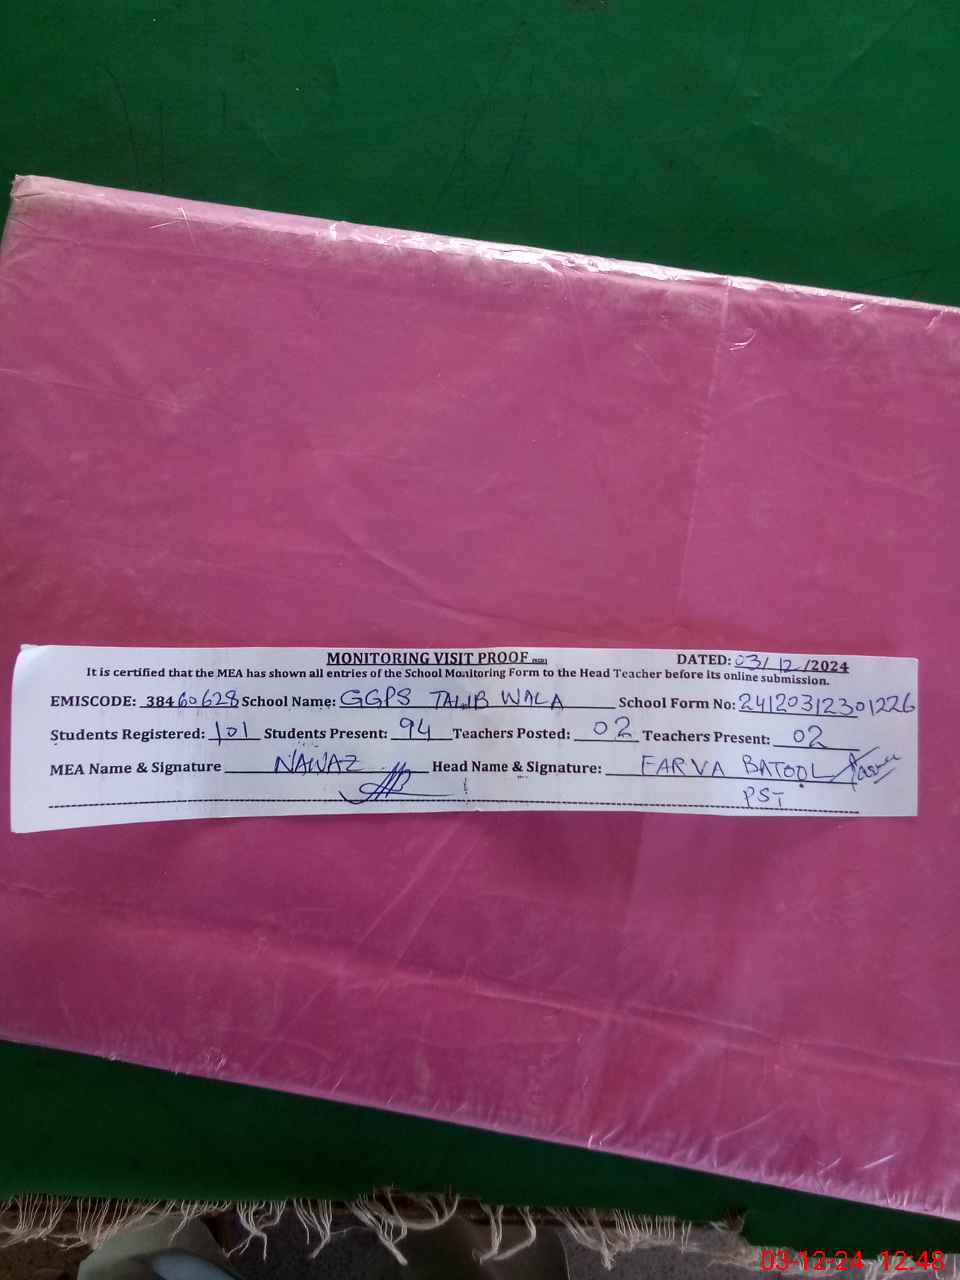 MONITORING VISIT PROOF
DATED: 03/12/2024
It is certified that the MEA has shown all entries of the School Monitoring Form to the Head Teacher before its online submission.
EMISCODE: 38460628 School Name: GGPS TALIB WALA School Form No: 24120312301226
Students Registered: 101 Students Present: 94 Teachers Posted: 02 Teachers Present: 02
MEA Name & Signature NAWAZ Head Name & Signature: FARVA BATOOL
PST
03-12-24 12:48